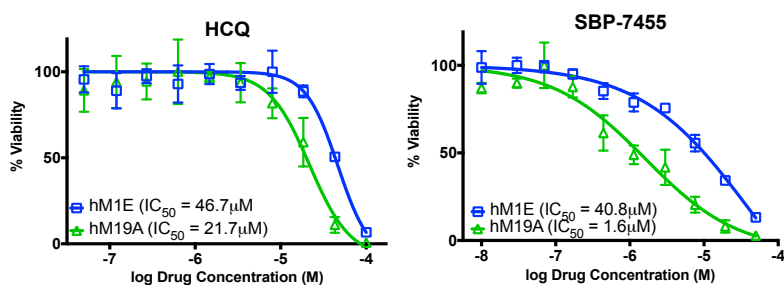 HCQ
% Viability
100
50
0
hM1E (IC50 = 46.7μM
hM19A (IC50 = 21.7μM)
-7
-6
-5
-4
log Drug Concentration (M)
SBP-7455
% Viability
100
50
0
hM1E (IC50 = 40.8μM)
hM19A (IC50 = 1.6μM)
-8
-7
-6
-5
-4
log Drug Concentration (M)